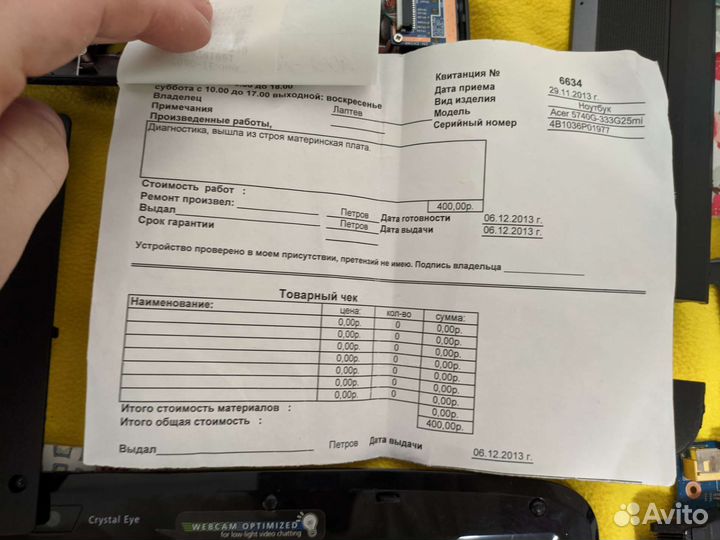 суббота с 10.00 до 17.00 выходной: воскресенье
Квитанция № 6634
Дата приема 29.11 2013 г.
Вид изделия Ноутбук
Модель Acer 5740G-333G25mi
Серийный номер 4B1036P01977
Владелец Лаптев
Примечания
Произведенные работы,
Диагностика, вышла из строя материнская плата.
Стоимость работ : 400,00р.
Ремонт произвел: Петров Дата готовности 06.12.2013 г.
Выдал Петров Дата выдачи 06.12.2013 г.
Срок гарантии
Устройство проверено в моем присутствии, претензий не имею. Подпись владельца
Товарный чек
Наименование: цена: кол-во сумма:
0,00р. 0 0,00р.
0,00р. 0 0,00р.
0,00р. 0 0,00р.
0,00р. 0 0,00р.
0,00р. 0 0,00р.
0,00р. 0 0,00р.
0,00р. 0 0,00р.
Итого стоимость материалов : 0,00р.
Итого общая стоимость : 400,00р.
Выдал Петров Дата выдачи 06.12.2013 г.
Crystal Eye
WEBCAM OPTIMIZED
for low light video chatting
Avito